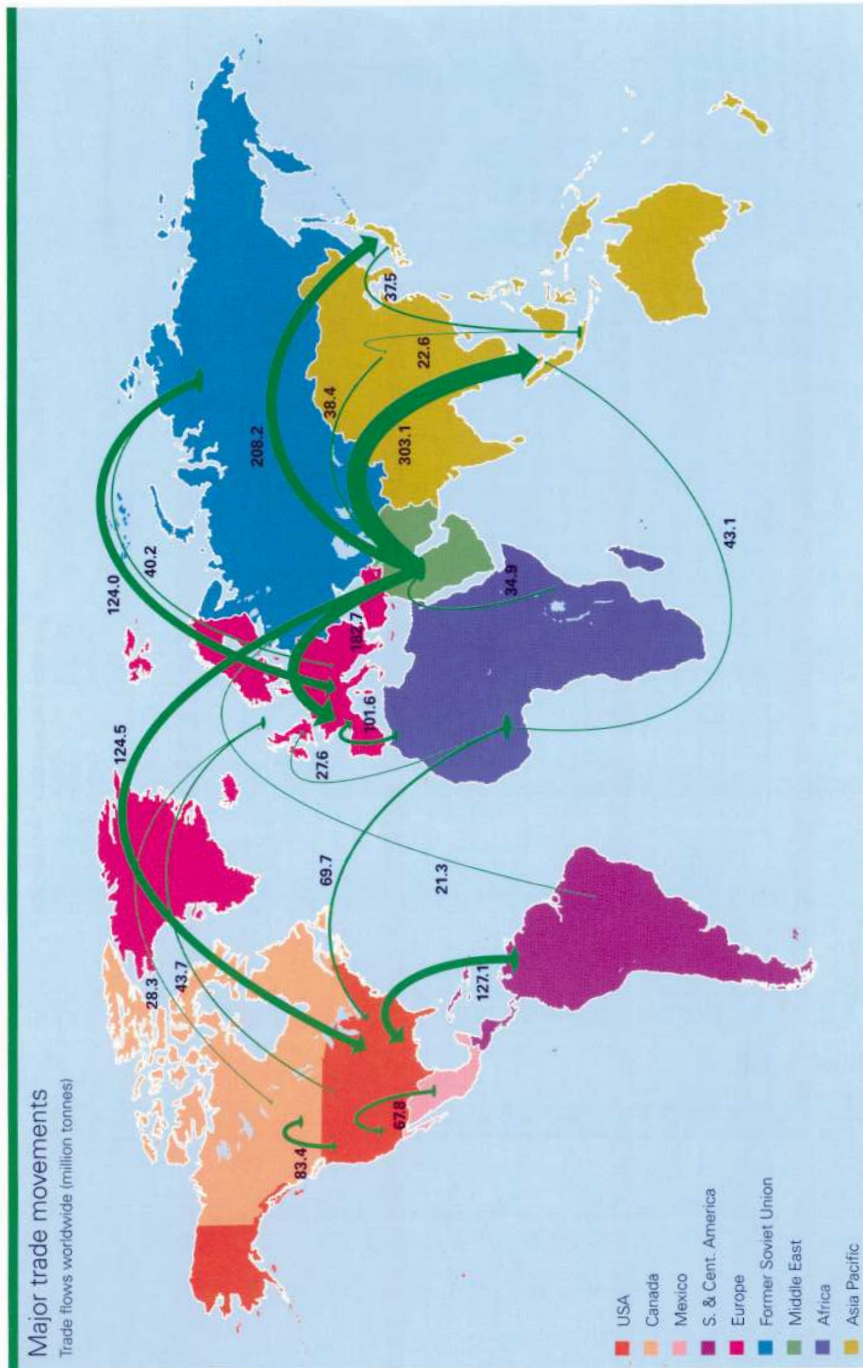 Major trade movements
Trade flows worldwide (million tonnes)
28.3
43.7
124.5
124.0
40.2
208.2
38.4
37.5
303.1
22.6
182.7
101.6
27.6
34.9
43.1
69.7
21.3
127.1
83.4
67.8
USA
Canada
Mexico
S. & Cent. America
Europe
Former Soviet Union
Middle East
Africa
Asia Pacific